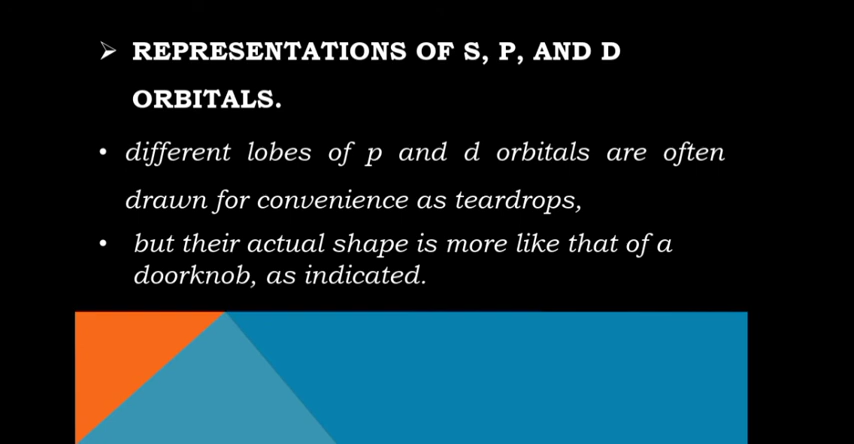 ➢ REPRESENTATIONS OF S, P, AND D
ORBITALS.
• different lobes of p and d orbitals are often
drawn for convenience as teardrops,
• but their actual shape is more like that of a
doorknob, as indicated.